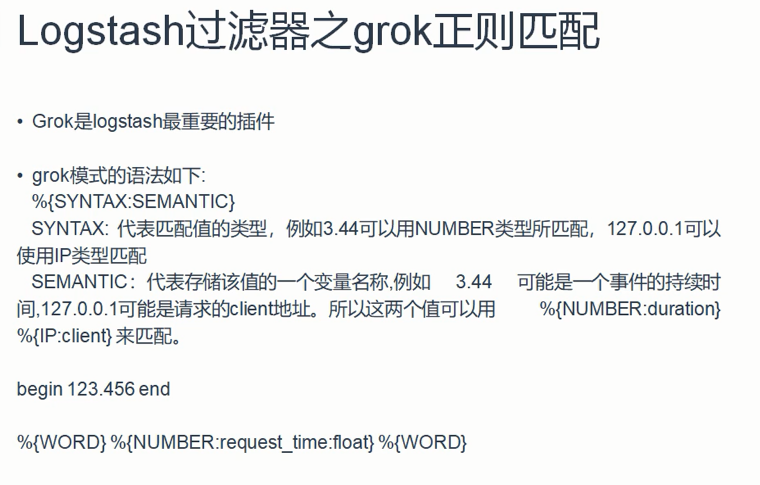 Logstash过滤器之grok正则匹配
• Grok是logstash最重要的插件
• grok模式的语法如下:
%{SYNTAX:SEMANTIC}
SYNTAX: 代表匹配值的类型，例如3.44可以用NUMBER类型所匹配，127.0.0.1可以
使用IP类型匹配
SEMANTIC：代表存储该值的一个变量名称,例如 3.44 可能是一个事件的持续时
间,127.0.0.1可能是请求的client地址。所以这两个值可以用 %{NUMBER:duration}
%{IP:client} 来匹配。
begin 123.456 end
%{WORD} %{NUMBER:request_time:float} %{WORD}